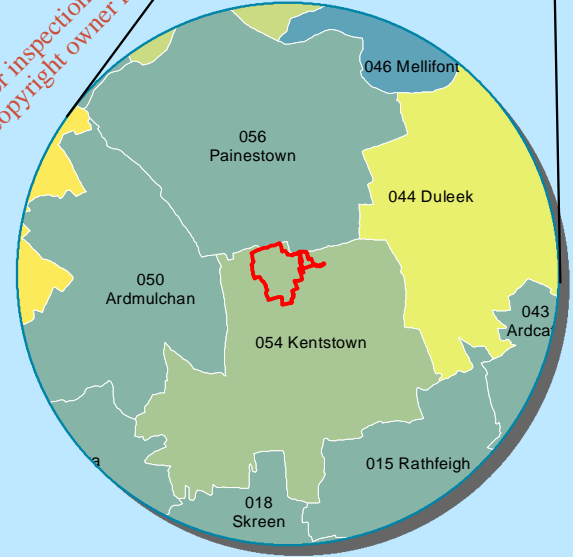 or inspection
opyright owner r
046 Mellifont
056
Painestown
044 Duleek
050
Ardmulchan
043
Ardca
054 Kentstown
a
015 Rathfeigh
018
Skreen